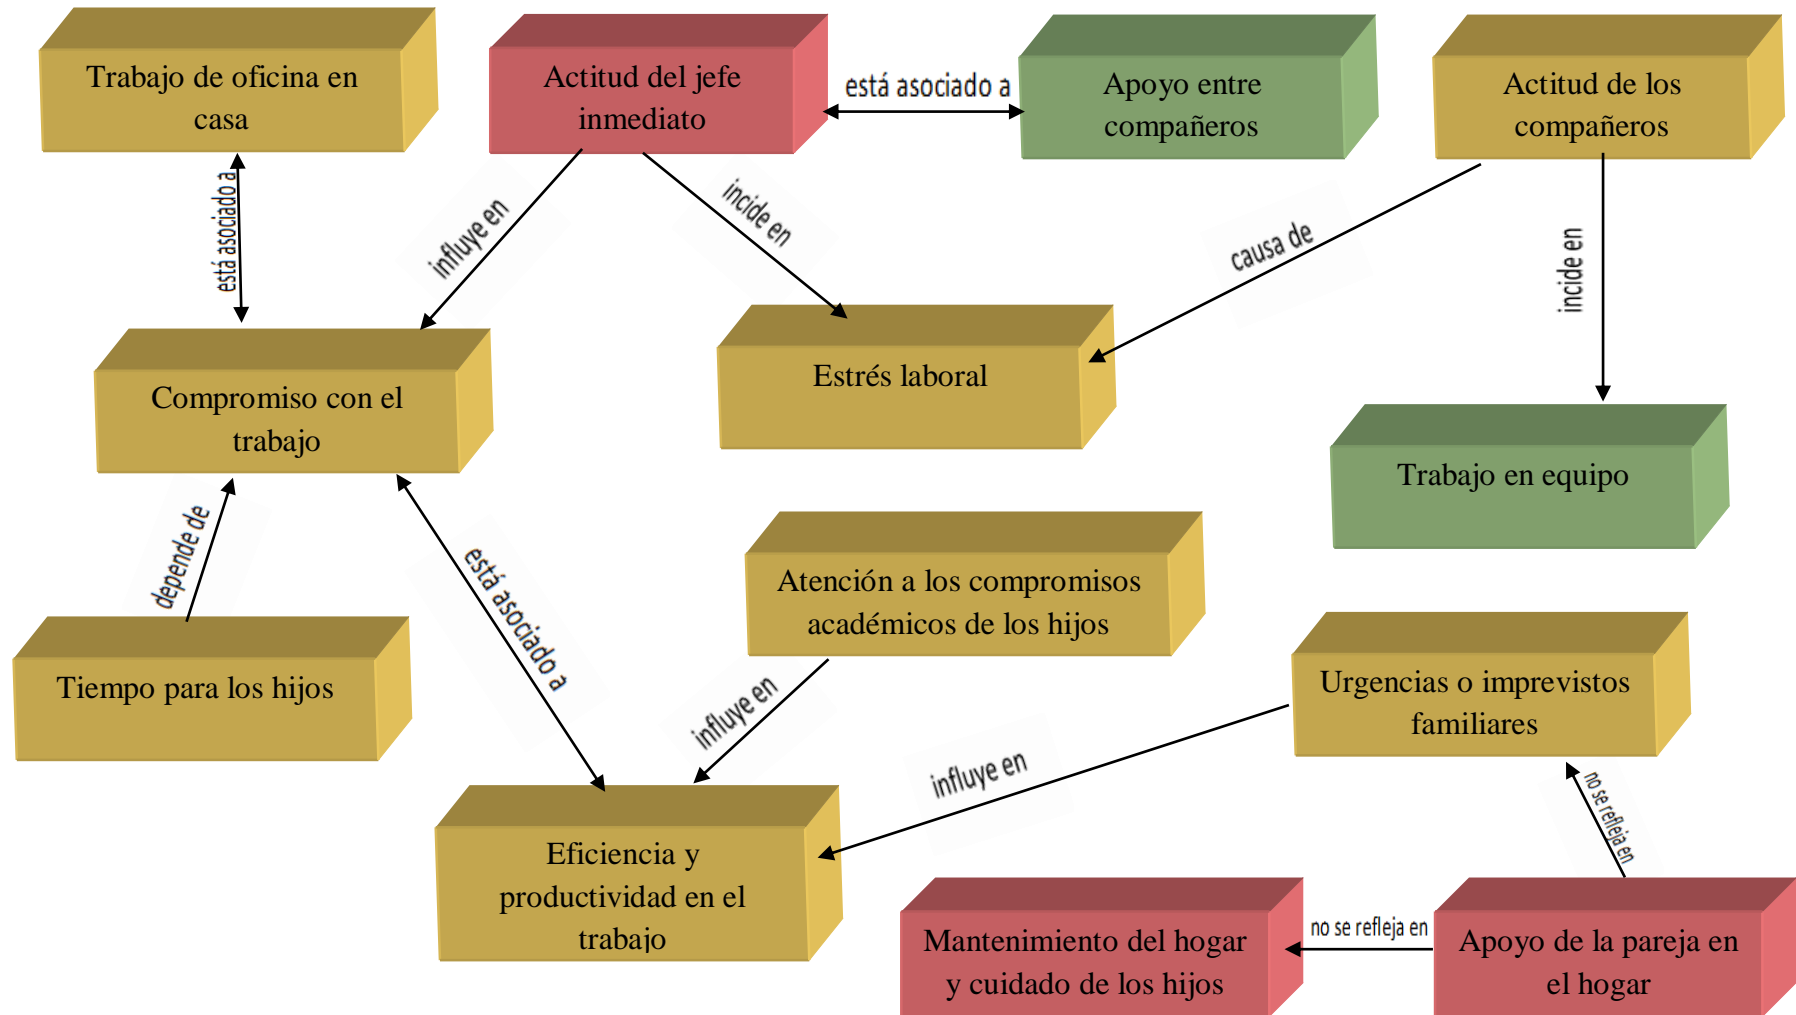 Trabajo de oficina en
casa
Actitud del jefe
inmediato
está asociado a
Apoyo entre
compañeros
Actitud de los
compañeros
está asociado a
influye en
incide en
causa de
incide en
Compromiso con el
trabajo
Estrés laboral
Trabajo en equipo
depende de
está asociado a
Atención a los compromisos
académicos de los hijos
Tiempo para los hijos
influye en
Urgencias o imprevistos
familiares
influye en
no se refleja en
Eficiencia y
productividad en el
trabajo
Mantenimiento del hogar
y cuidado de los hijos
no se refleja en
Apoyo de la pareja en
el hogar